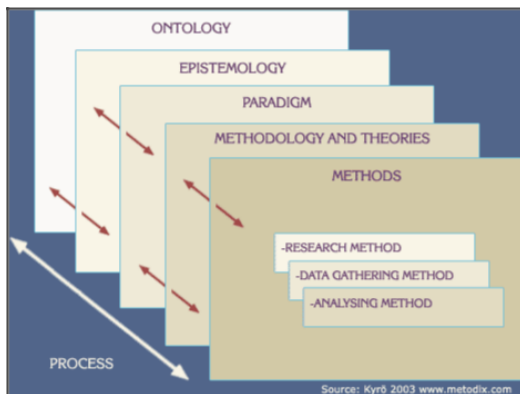 ONTOLOGY
EPISTEMOLOGY
PARADIGM
METHODOLOGY AND THEORIES
METHODS
-RESEARCH METHOD
-DATA GATHERING METHOD
-ANALYSING METHOD
PROCESS
Source: Kyrö 2003 www.metodix.com